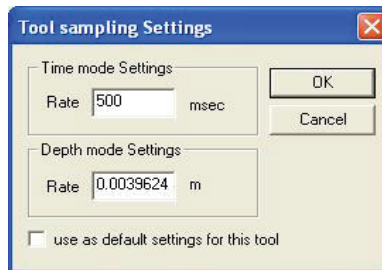 Tool sampling Settings
Time mode Settings
Rate 500 msec
OK
Cancel
Depth mode Settings
Rate 0.0039624 m
use as default settings for this tool